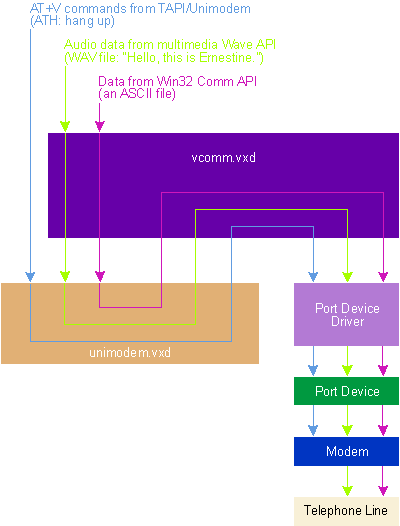 AT+V commands from TAPI/Unimodem
(ATH: hang up)
Audio data from multimedia Wave API
(WAV file: "Hello, this is Ernestine.")
Data from Win32 Comm API
(an ASCII file)
vcomm.vxd
Port Device
Driver
unimodem.vxd
Port Device
Modem
Telephone Line